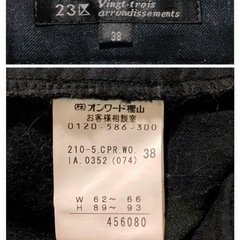 23区 Vingt-trois
arrondissements
38
㈱オンワード樫山
お客様相談室
0120-586-300
210-5.CPR.WO. 38
IA.0352(074)
W 62~ 66
H 89~ 93
456080